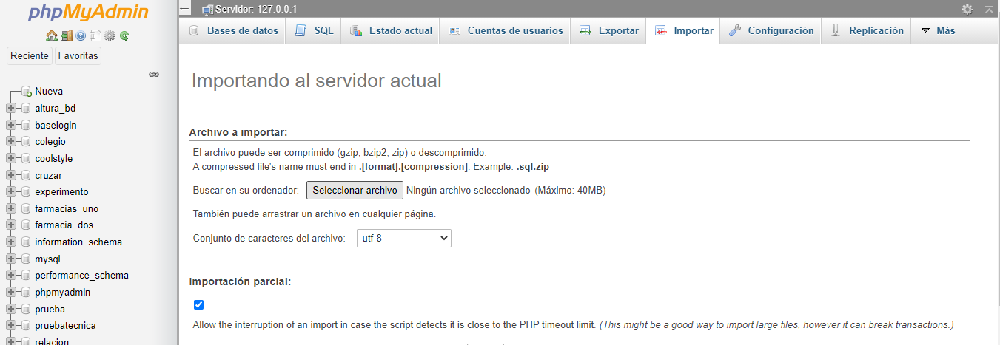 phpMyAdmin
Reciente Favoritas
Nueva
altura_bd
baselogin
colegio
coolstyle
cruzar
experimento
farmacias_uno
farmacia_dos
information_schema
mysql
performance_schema
phpmyadmin
prueba
pruebatecnica
relacion
Servidor: 127.0.0.1
Bases de datos SQL Estado actual Cuentas de usuarios Exportar Importar Configuración Replicación Más
Importando al servidor actual
Archivo a importar:
El archivo puede ser comprimido (gzip, bzip2, zip) o descomprimido.
A compressed file's name must end in .[format].[compression]. Example: .sql.zip
Buscar en su ordenador: Seleccionar archivo Ningún archivo seleccionado (Máximo: 40MB)
También puede arrastrar un archivo en cualquier página.
Conjunto de caracteres del archivo: utf-8
Importación parcial:
Allow the interruption of an import in case the script detects it is close to the PHP timeout limit. (This might be a good way to import large files, however it can break transactions.)